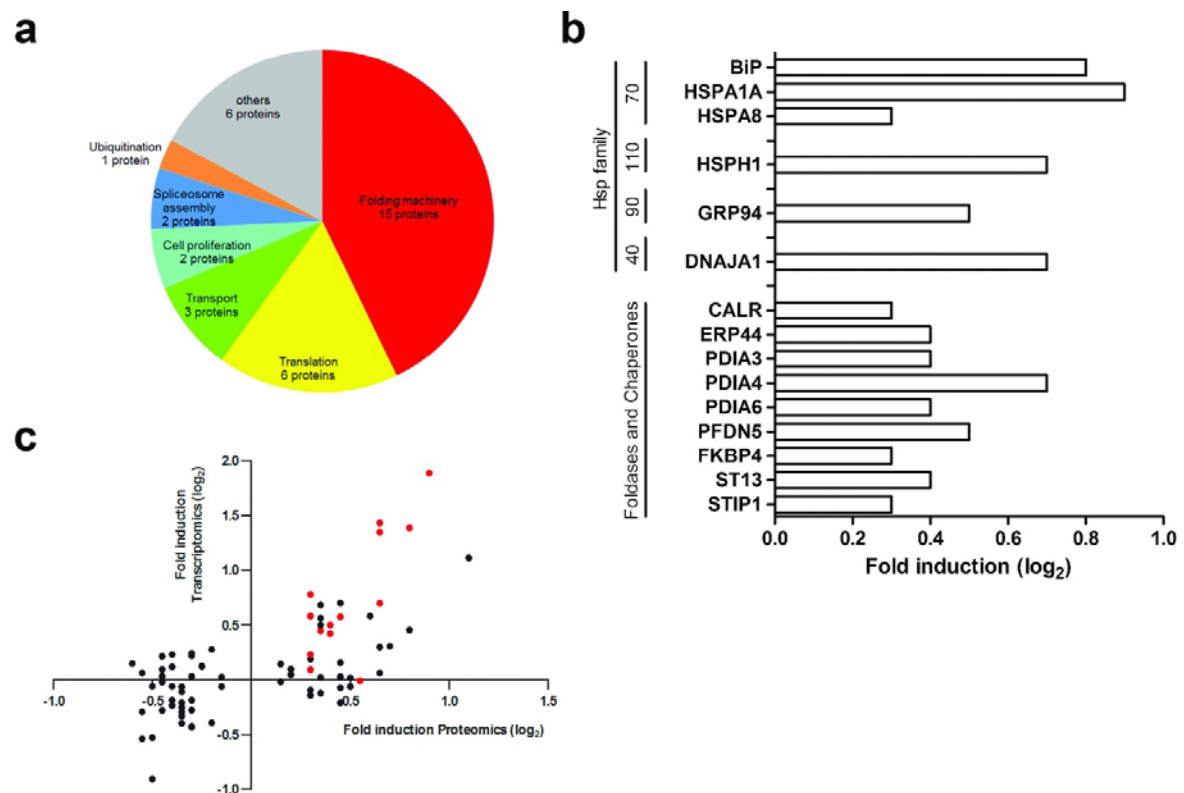 a
others
6 proteins
Ubiquitination
1 protein
Spliceosome
assembly
2 proteins
Cell proliferation
2 proteins
Transport
3 proteins
Translation
6 proteins
Folding machinery
15 proteins
b
Hsp family
70
110
90
40
Foldases and Chaperones
BiP
HSPA1A
HSPA8
HSPH1
GRP94
DNAJA1
CALR
ERP44
PDIA3
PDIA4
PDIA6
PFDN5
FKBP4
ST13
STIP1
0.0 0.2 0.4 0.6 0.8 1.0
Fold induction (log₂)
c
Fold induction
Transcriptomics (log₂)
2.0
1.5
1.0
0.5
-0.5
-1.0
-1.0 -0.5 0.5 1.0 1.5
Fold induction Proteomics (log₂)